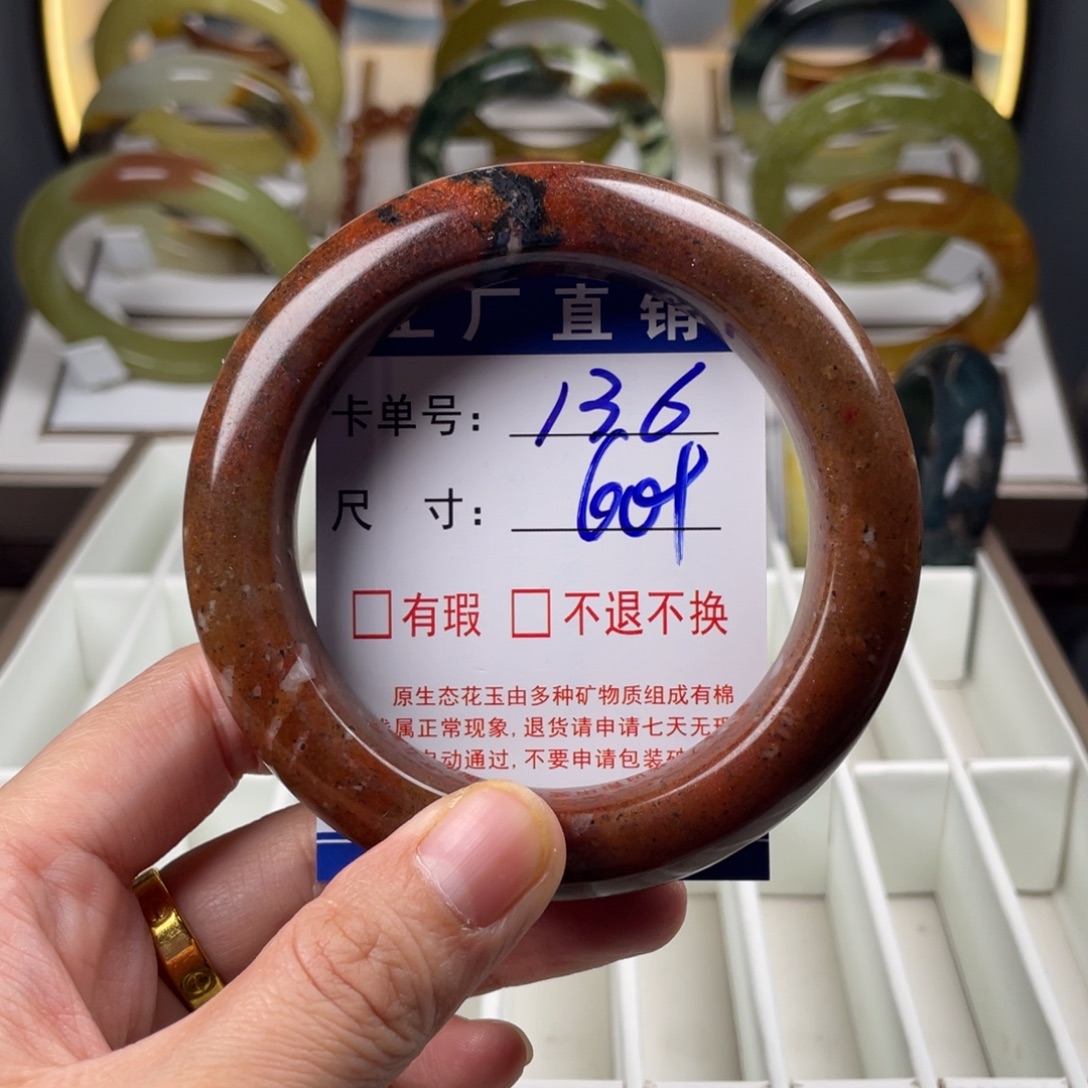 工厂直销
卡单号: 136
尺 寸: 60
□有瑕 □不退不换
原生态花玉由多种矿物质组成有棉
属正常现象, 退货请申请七天无理
自动通过, 不要申请包装破